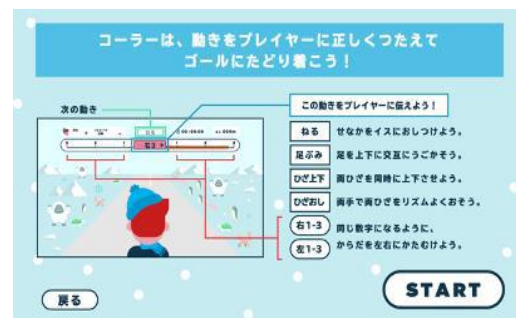 コーラーは、動きをプレイヤーに正しくつたえて
ゴールにたどり着こう！
次の動き
この動きをプレイヤーに伝えよう！
右3
ねる せなかをイスにおしつけよう。
足ぶみ 足を上下に交互にうごかそう。
ひざ上下 両ひざを同時に上下させよう。
ひざおし 両手で両ひざをリズムよくおそう。
右1-3 同じ数字になるように、
左1-3 からだを左右にかたむけよう。
戻る
START